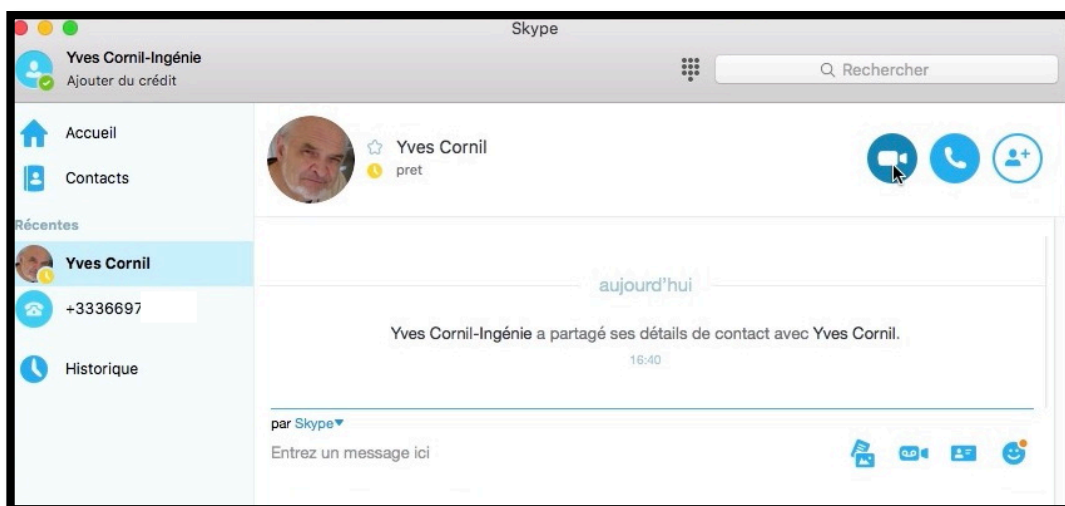 Skype
Yves Cornil-Ingénie
Ajouter du crédit
Rechercher
Accueil
Contacts
Récentes
Yves Cornil
+3336697
Historique
Yves Cornil
pret
aujourd'hui
Yves Cornil-Ingénie a partagé ses détails de contact avec Yves Cornil.
16:40
par Skype
Entrez un message ici